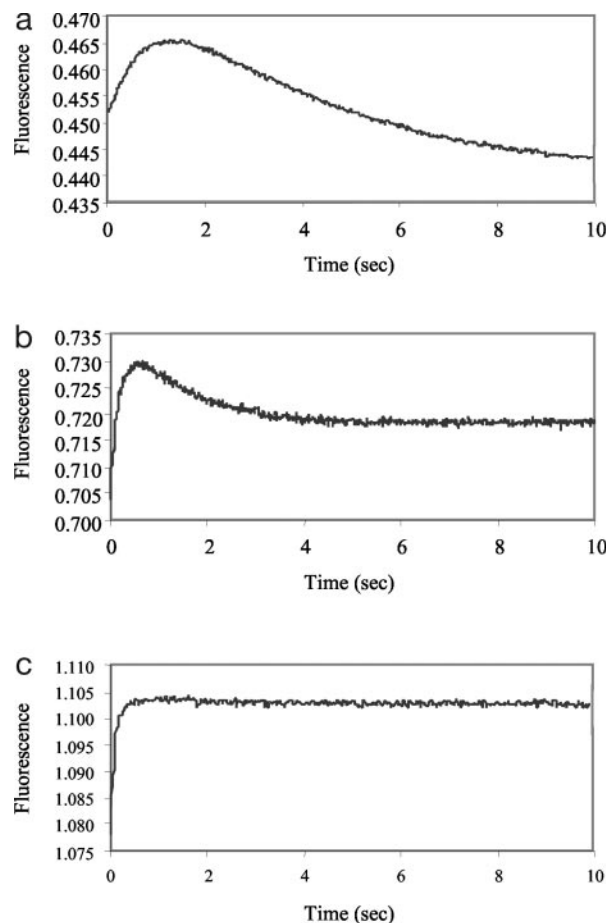 a
0.470
0.465
0.460
0.455
0.450
0.445
0.440
0.435
Fluorescence
0 2 4 6 8 10
Time (sec)
b
0.735
0.730
0.725
0.720
0.715
0.710
0.705
0.700
Fluorescence
0 2 4 6 8 10
Time (sec)
c
1.110
1.105
1.100
1.095
1.090
1.085
1.080
1.075
Fluorescence
0 2 4 6 8 10
Time (sec)